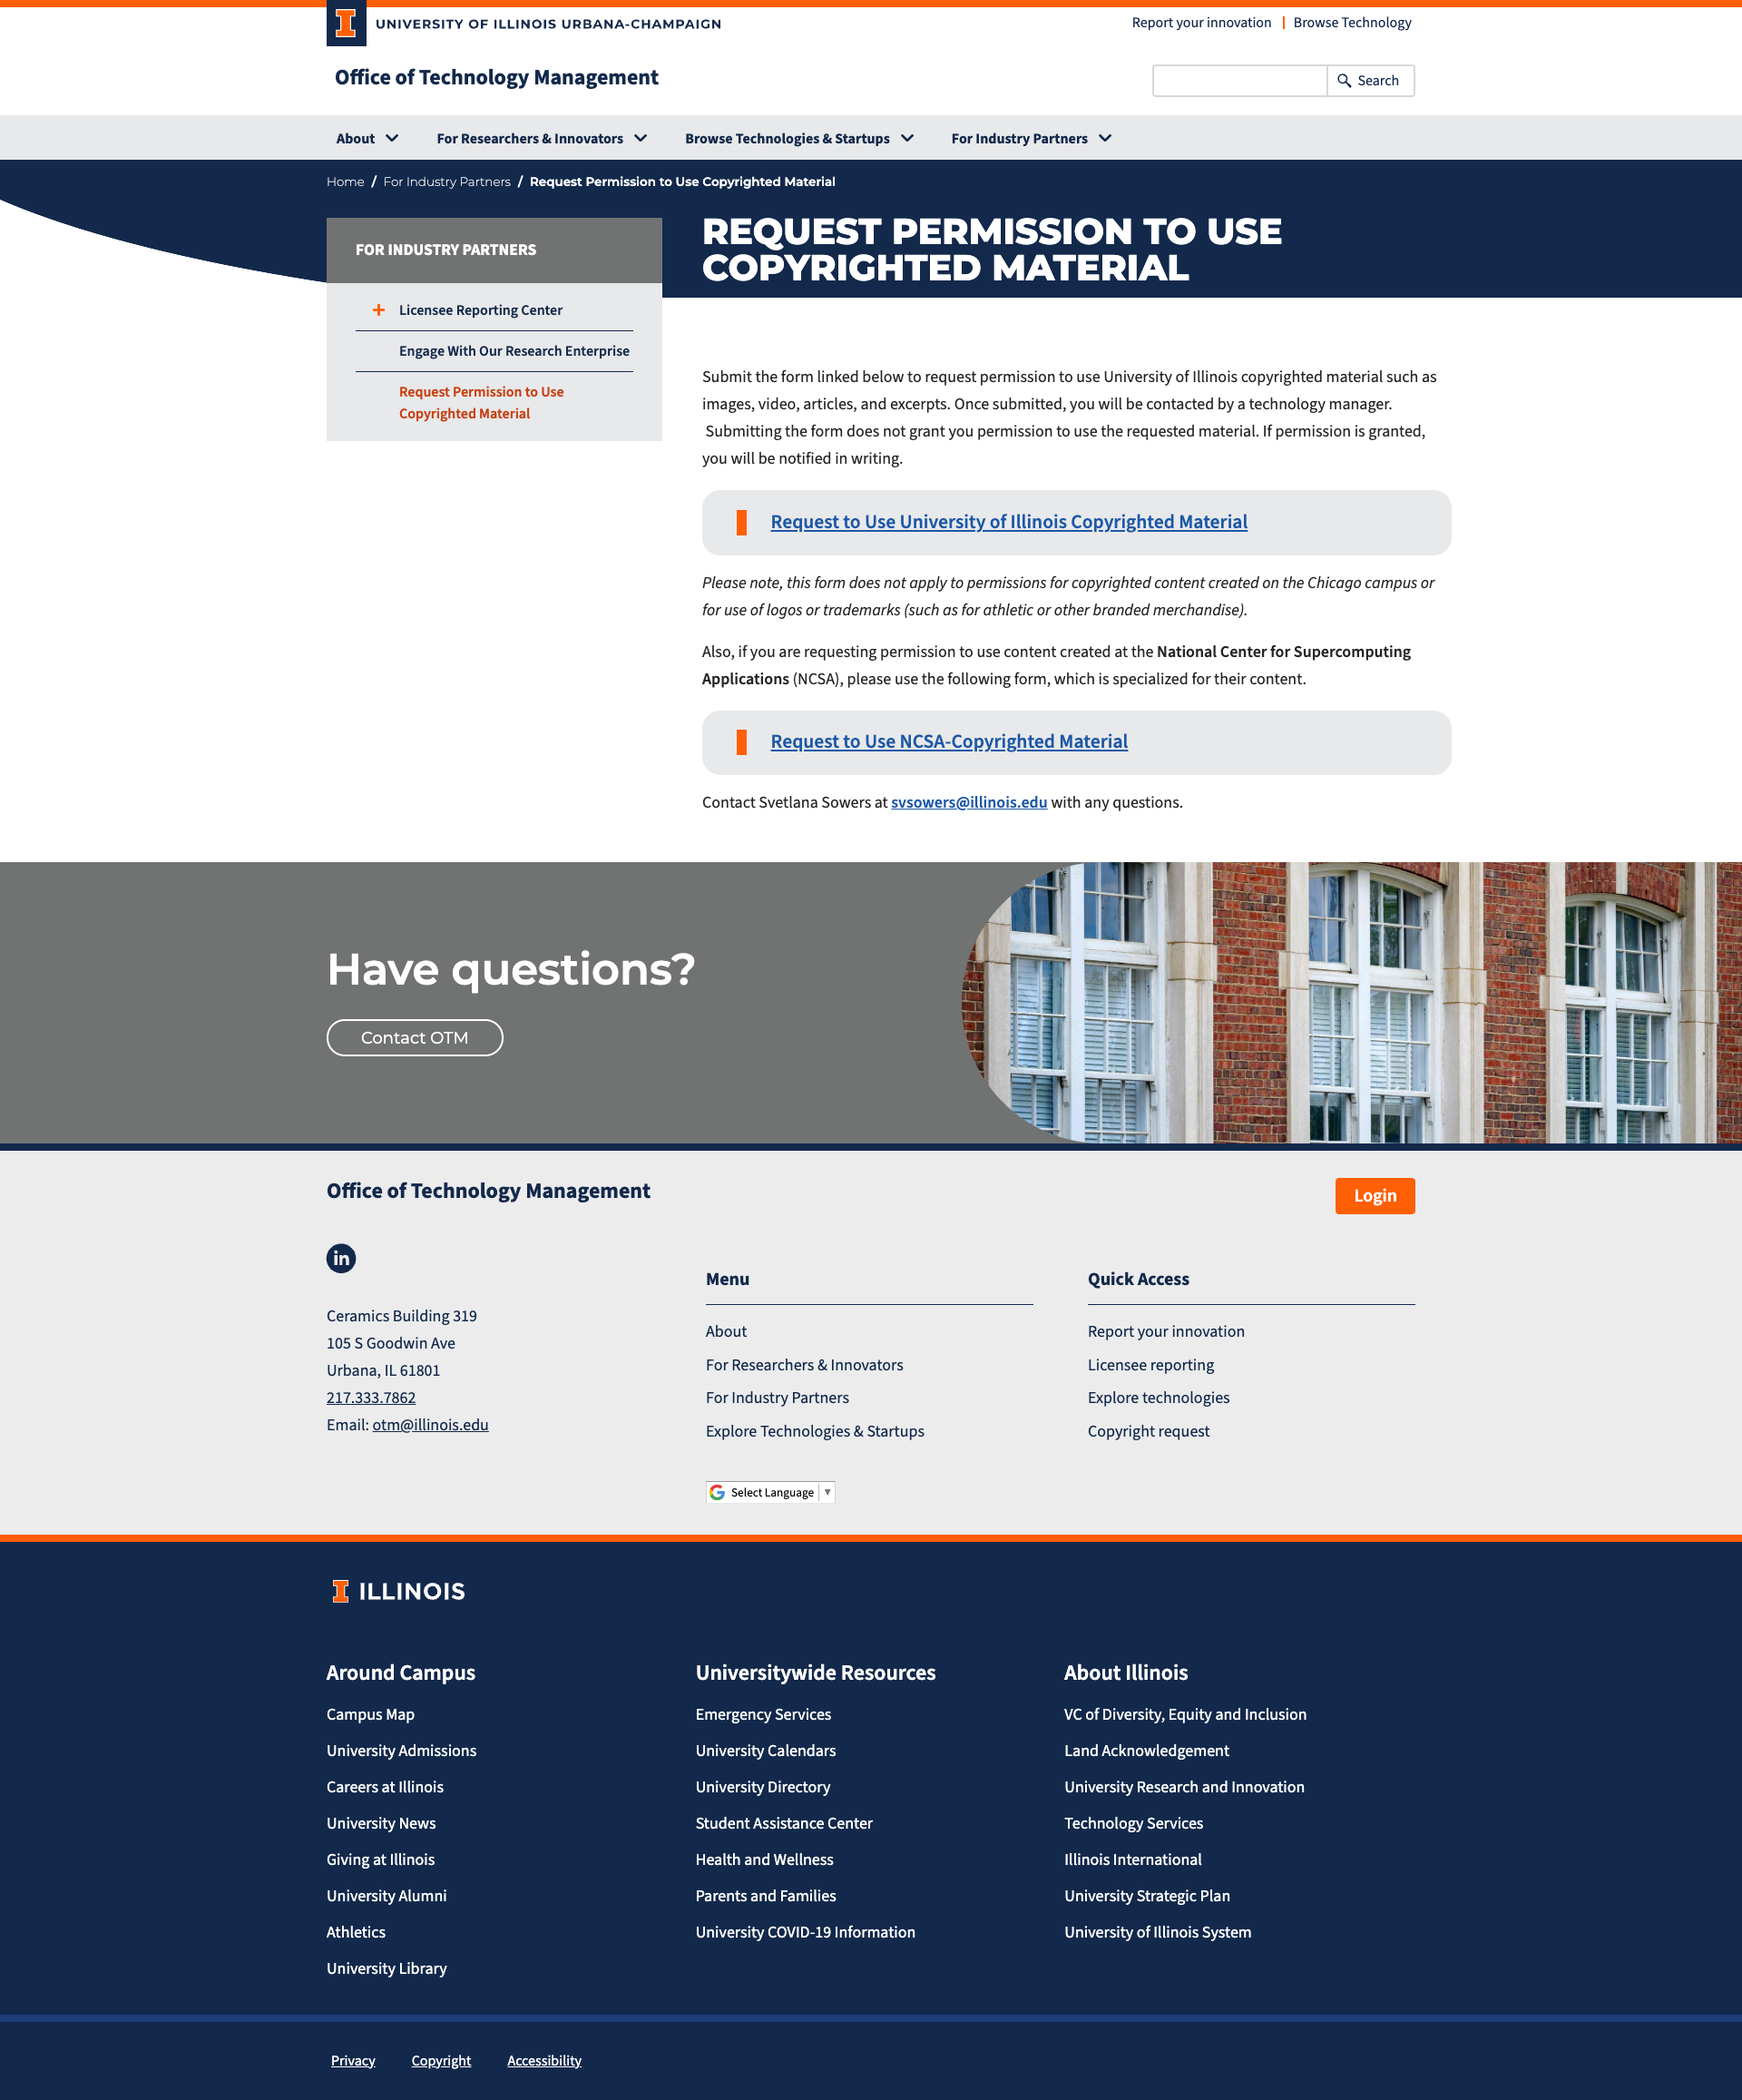 UNIVERSITY OF ILLINOIS URBANA-CHAMPAIGN
Report your innovation
Browse Technology
Office of Technology Management
Search
About
For Researchers & Innovators
Browse Technologies & Startups
For Industry Partners
Home / For Industry Partners / Request Permission to Use Copyrighted Material
FOR INDUSTRY PARTNERS
Licensee Reporting Center
Engage With Our Research Enterprise
Request Permission to Use
Copyrighted Material
REQUEST PERMISSION TO USE
COPYRIGHTED MATERIAL
Submit the form linked below to request permission to use University of Illinois copyrighted material such as
images, video, articles, and excerpts. Once submitted, you will be contacted by a technology manager.
Submitting the form does not grant you permission to use the requested material. If permission is granted,
you will be notified in writing.
Request to Use University of Illinois Copyrighted Material
Please note, this form does not apply to permissions for copyrighted content created on the Chicago campus or
for use of logos or trademarks (such as for athletic or other branded merchandise).
Also, if you are requesting permission to use content created at the National Center for Supercomputing
Applications (NCSA), please use the following form, which is specialized for their content.
Request to Use NCSA-Copyrighted Material
Contact Svetlana Sowers at svsowers@illinois.edu with any questions.
Have questions?
Contact OTM
Office of Technology Management
Login
in
Ceramics Building 319
105 S Goodwin Ave
Urbana, IL 61801
217.333.7862
Email: otm@illinois.edu
Menu
About
For Researchers & Innovators
For Industry Partners
Explore Technologies & Startups
Select Language ▼
Quick Access
Report your innovation
Licensee reporting
Explore technologies
Copyright request
ILLINOIS
Around Campus
Campus Map
University Admissions
Careers at Illinois
University News
Giving at Illinois
University Alumni
Athletics
University Library
Universitywide Resources
Emergency Services
University Calendars
University Directory
Student Assistance Center
Health and Wellness
Parents and Families
University COVID-19 Information
About Illinois
VC of Diversity, Equity and Inclusion
Land Acknowledgement
University Research and Innovation
Technology Services
Illinois International
University Strategic Plan
University of Illinois System
Privacy
Copyright
Accessibility